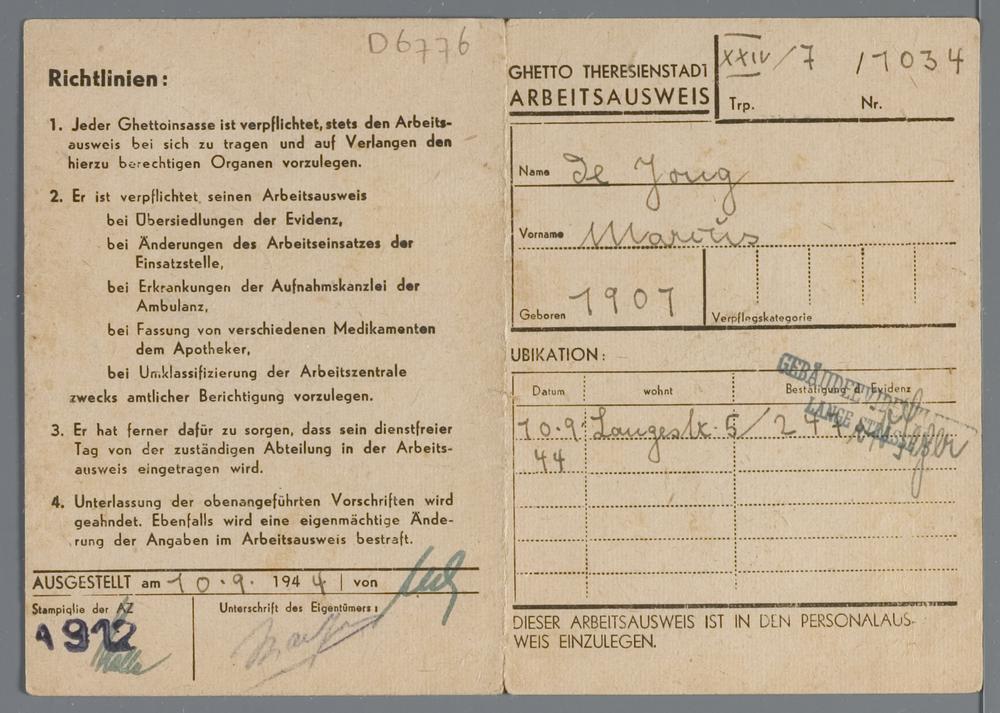 D6776
Richtlinien:
1. Jeder Ghettoinsasse ist verpflichtet, stets den Arbeits-
ausweis bei sich zu tragen und auf Verlangen den
hierzu berechtigen Organen vorzulegen.
2. Er ist verpflichtet seinen Arbeitsausweis
bei Übersiedlungen der Evidenz,
bei Änderungen des Arbeitseinsatzes der
Einsatzstelle,
bei Erkrankungen der Aufnahmskanzlei der
Ambulanz,
bei Fassung von verschiedenen Medikamenten
dem Apotheker,
bei Umklassifizierung der Arbeitszentrale
zwecks amtlicher Berichtigung vorzulegen.
3. Er hat ferner dafür zu sorgen, dass sein dienstfreier
Tag von der zuständigen Abteilung in der Arbeits-
ausweis eingetragen wird.
4. Unterlassung der obenangeführten Vorschriften wird
geahndet. Ebenfalls wird eine eigenmächtige Ände-
rung der Angaben im Arbeitsausweis bestraft.
AUSGESTELLT am 10.9. 1944 | von
Stampiglie der AZ
Unterschrift des Eigentümers:
A 912
GHETTO THERESIENSTADT
ARBEITSAUSWEIS
XXIV/7 17034
Trp. Nr.
Name De Jong
Vorname Marcus
Geboren 1907
Verpflegskategorie
UBIKATION:
Datum wohnt Bestätigung d. Evidenz
10.9 Langestr. 5/
44
LANGE STRASSE
DIESER ARBEITSAUSWEIS IST IN DEN PERSONALAUS-
WEIS EINZULEGEN.